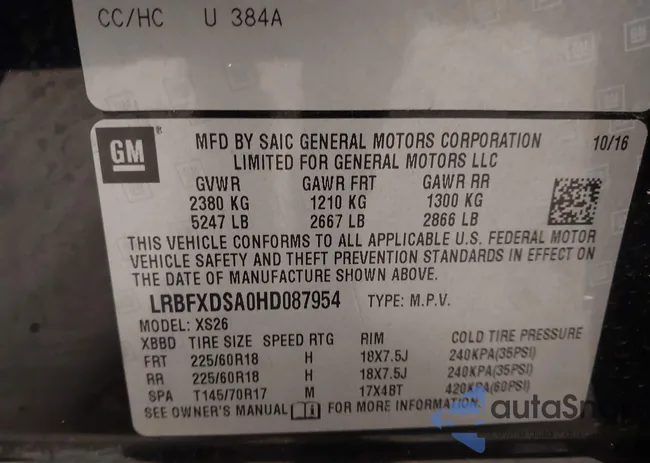 CC/HC U 384A
GM
MFD BY SAIC GENERAL MOTORS CORPORATION 10/16
LIMITED FOR GENERAL MOTORS LLC
GVWR GAWR FRT GAWR RR
2380 KG 1210 KG 1300 KG
5247 LB 2667 LB 2866 LB
THIS VEHICLE CONFORMS TO ALL APPLICABLE U.S. FEDERAL MOTOR
VEHICLE SAFETY AND THEFT PREVENTION STANDARDS IN EFFECT ON
THE DATE OF MANUFACTURE SHOWN ABOVE.
LRBFXDSA0HD087954 TYPE: M.P.V.
MODEL: XS26
XBBD TIRE SIZE SPEED RTG RIM COLD TIRE PRESSURE
FRT 225/60R18 H 18X7.5J 240KPA(35PSI)
RR 225/60R18 H 18X7.5J 240KPA(35PSI)
SPA T145/70R17 M 17X4BT 420KPA(60PSI)
SEE OWNER'S MANUAL FOR MORE INFORMATION.